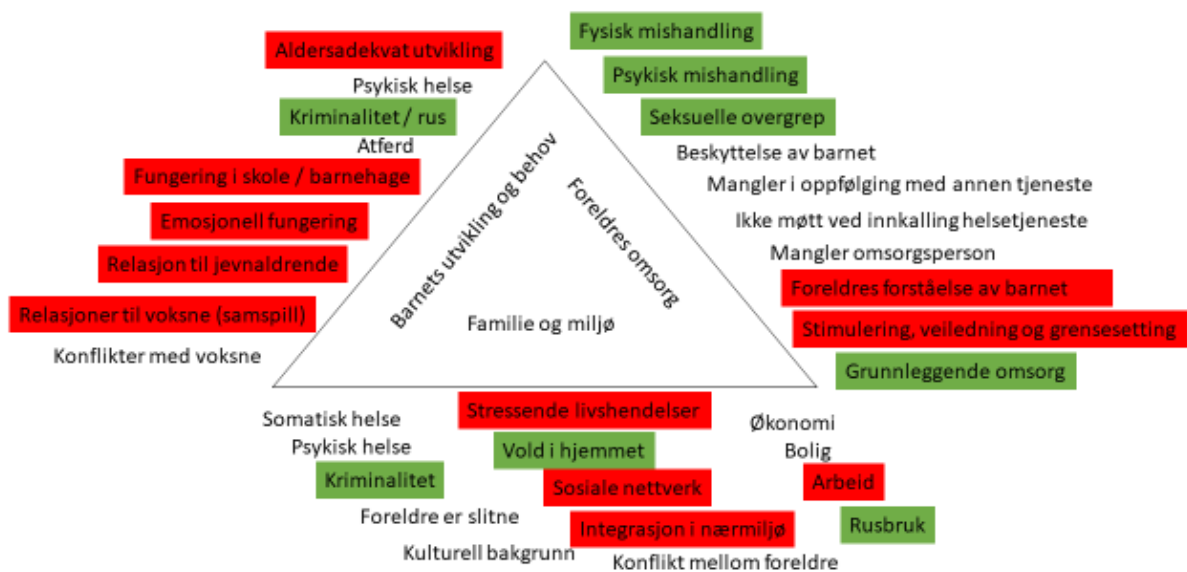 Aldersadekvat utvikling
Psykisk helse
Kriminalitet / rus
Atferd
Fungering i skole / barnehage
Emosjonell fungering
Relasjon til jevnaldrende
Relasjoner til voksne (samspill)
Konflikter med voksne
Barnets utvikling og behov
Foreldres omsorg
Familie og miljø
Fysisk mishandling
Psykisk mishandling
Seksuelle overgrep
Beskyttelse av barnet
Mangler i oppfølging med annen tjeneste
Ikke møtt ved innkalling helsetjeneste
Mangler omsorgsperson
Foreldres forståelse av barnet
Stimulering, veiledning og grensesetting
Grunnleggende omsorg
Somatisk helse
Psykisk helse
Kriminalitet
Foreldre er slitne
Kulturell bakgrunn
Stressende livshendelser
Vold i hjemmet
Sosiale nettverk
Integrasjon i nærmiljø
Konflikt mellom foreldre
Økonomi
Bolig
Arbeid
Rusbruk